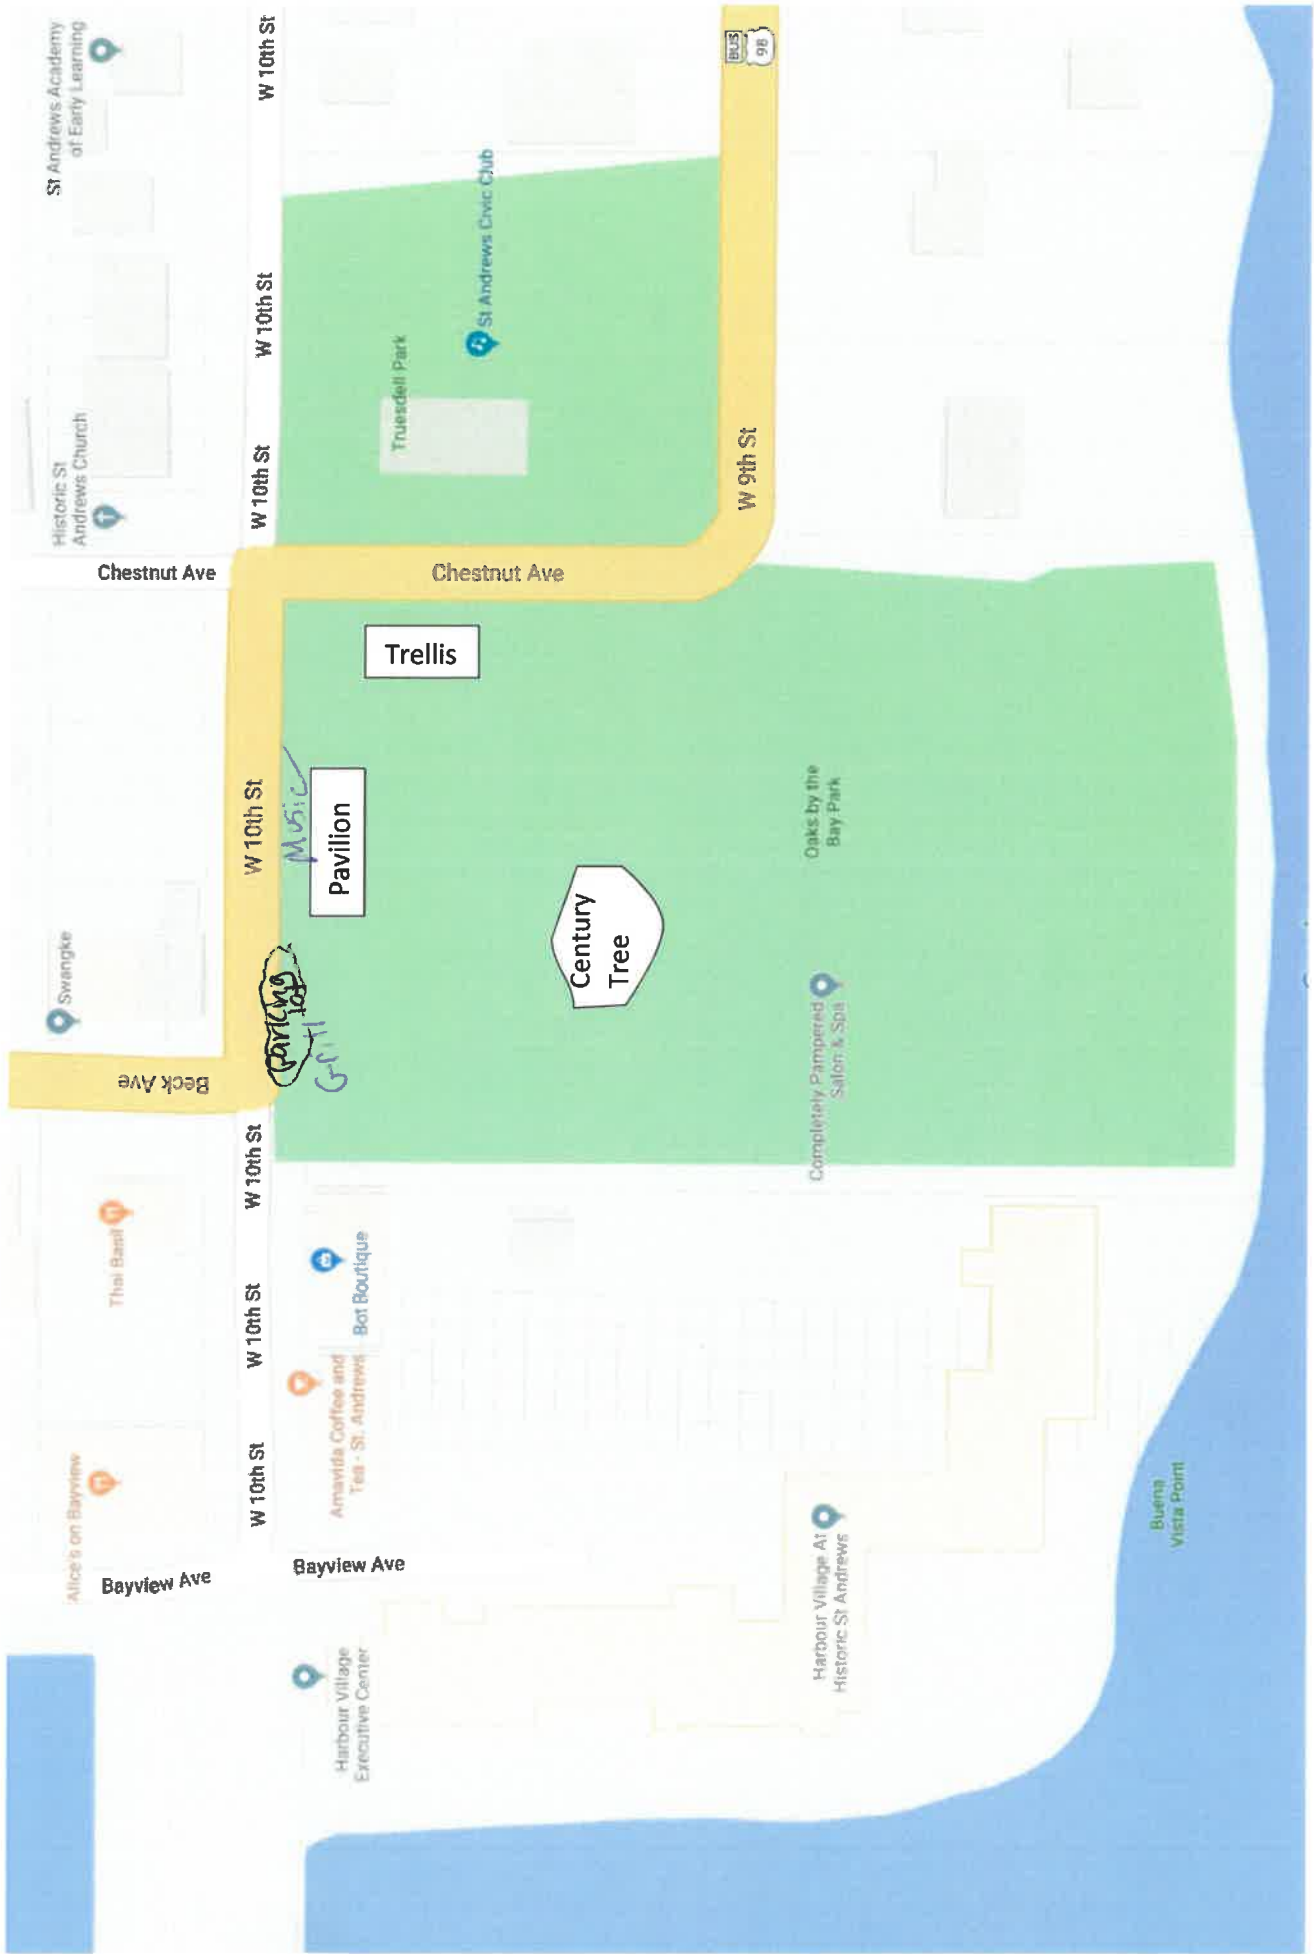 St Andrews Academy
of Early Learning
W 10th St
BUS
98
St Andrews Civic Club
W 10th St
Truesdell Park
Historic St
Andrews Church
W 10th St
W 9th St
Chestnut Ave
Chestnut Ave
Trellis
W 10th St
Music
Pavilion
Oaks by the
Bay Park
Swangke
Century
Tree
parking
lot
Grill
Beck Ave
Completely Pampered
Salon & Spa
W 10th St
Thai Basil
W 10th St
Bot Boutique
Amavida Coffee and
Tea - St. Andrews
W 10th St
Alice's on Bayview
Bayview Ave
Bayview Ave
Buena
Vista Point
Harbour Village At
Historic St Andrews
Harbour Village
Executive Center